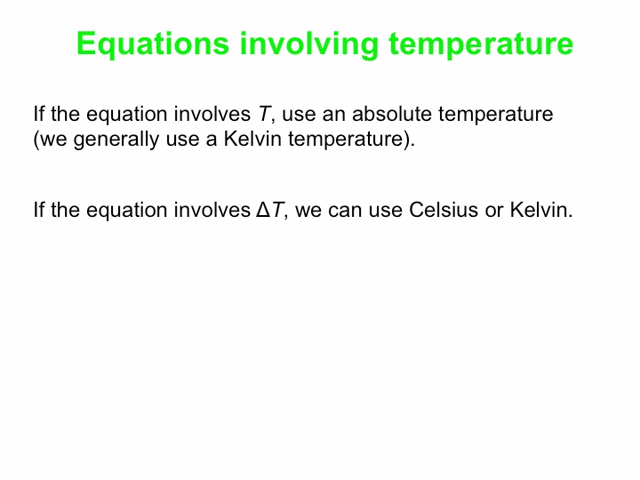 Equations involving temperature
If the equation involves T, use an absolute temperature
(we generally use a Kelvin temperature).
If the equation involves ΔT, we can use Celsius or Kelvin.